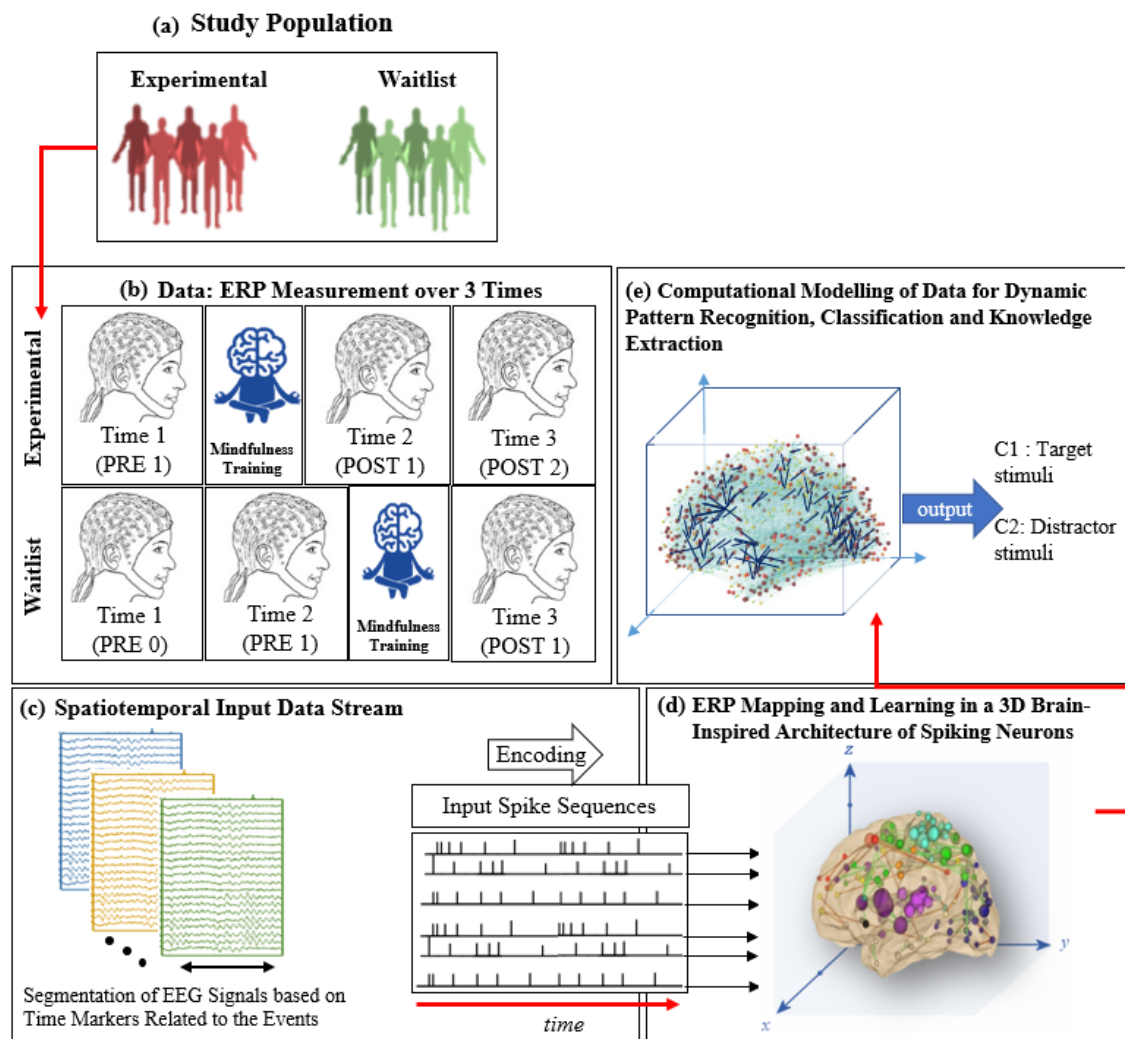 (a) Study Population
Experimental
Waitlist
(b) Data: ERP Measurement over 3 Times
Experimental
Time 1
(PRE 1)
Mindfulness
Training
Time 2
(POST 1)
Time 3
(POST 2)
Waitlist
Time 1
(PRE 0)
Time 2
(PRE 1)
Mindfulness
Training
Time 3
(POST 1)
(e) Computational Modelling of Data for Dynamic
Pattern Recognition, Classification and Knowledge
Extraction
output
C1 : Target
stimuli
C2: Distractor
stimuli
(c) Spatiotemporal Input Data Stream
Encoding
Input Spike Sequences
Segmentation of EEG Signals based on
Time Markers Related to the Events
time
(d) ERP Mapping and Learning in a 3D Brain-
Inspired Architecture of Spiking Neurons
z
y
x